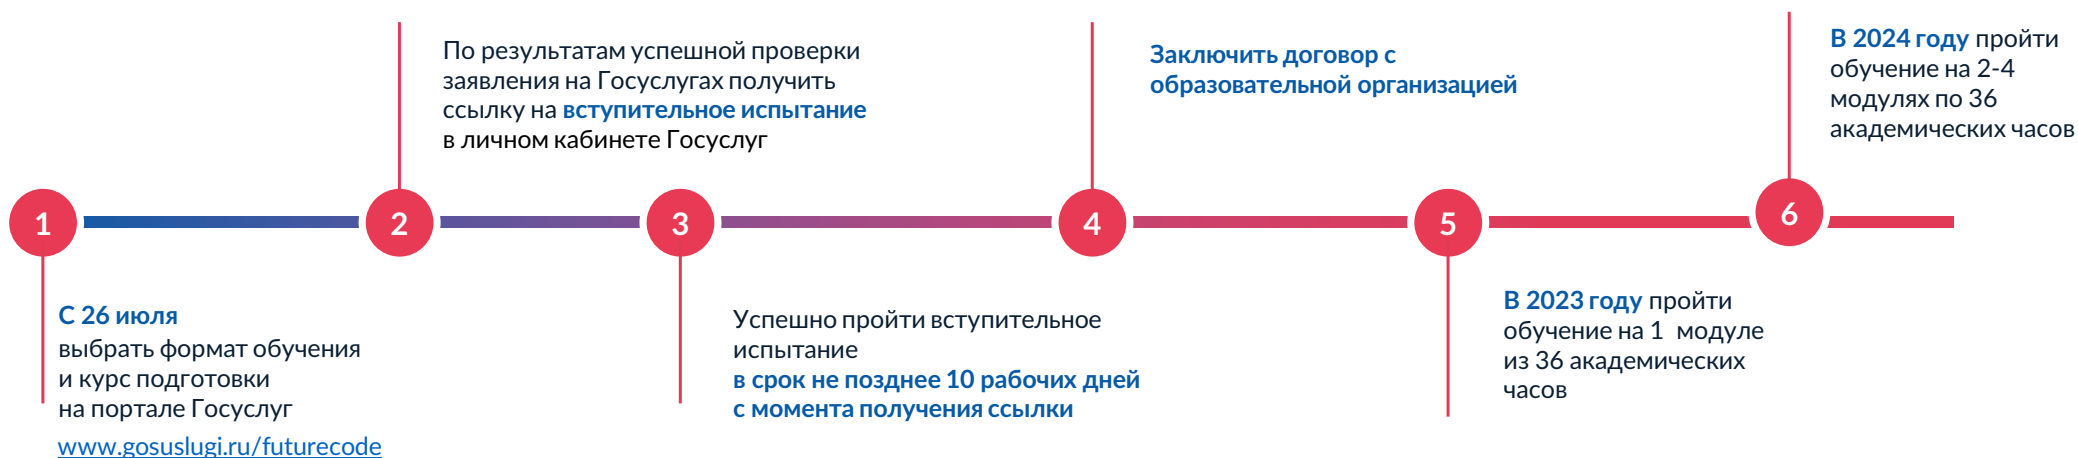 1
С 26 июля
выбрать формат обучения
и курс подготовки
на портале Госуслуг
www.gosuslugi.ru/futurecode
2
По результатам успешной проверки
заявления на Госуслугах получить
ссылку на вступительное испытание
в личном кабинете Госуслуг
3
Успешно пройти вступительное
испытание
в срок не позднее 10 рабочих дней
с момента получения ссылки
4
Заключить договор с
образовательной организацией
5
В 2023 году пройти
обучение на 1 модуле
из 36 академических
часов
6
В 2024 году пройти
обучение на 2-4
модулях по 36
академических часов